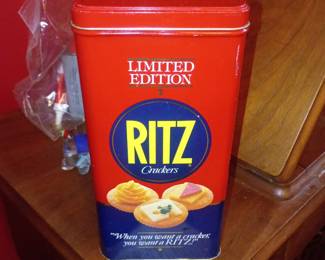 LIMITED
EDITION
RITZ
Crackers
"When you want a cracker,
you want a RITZ!"